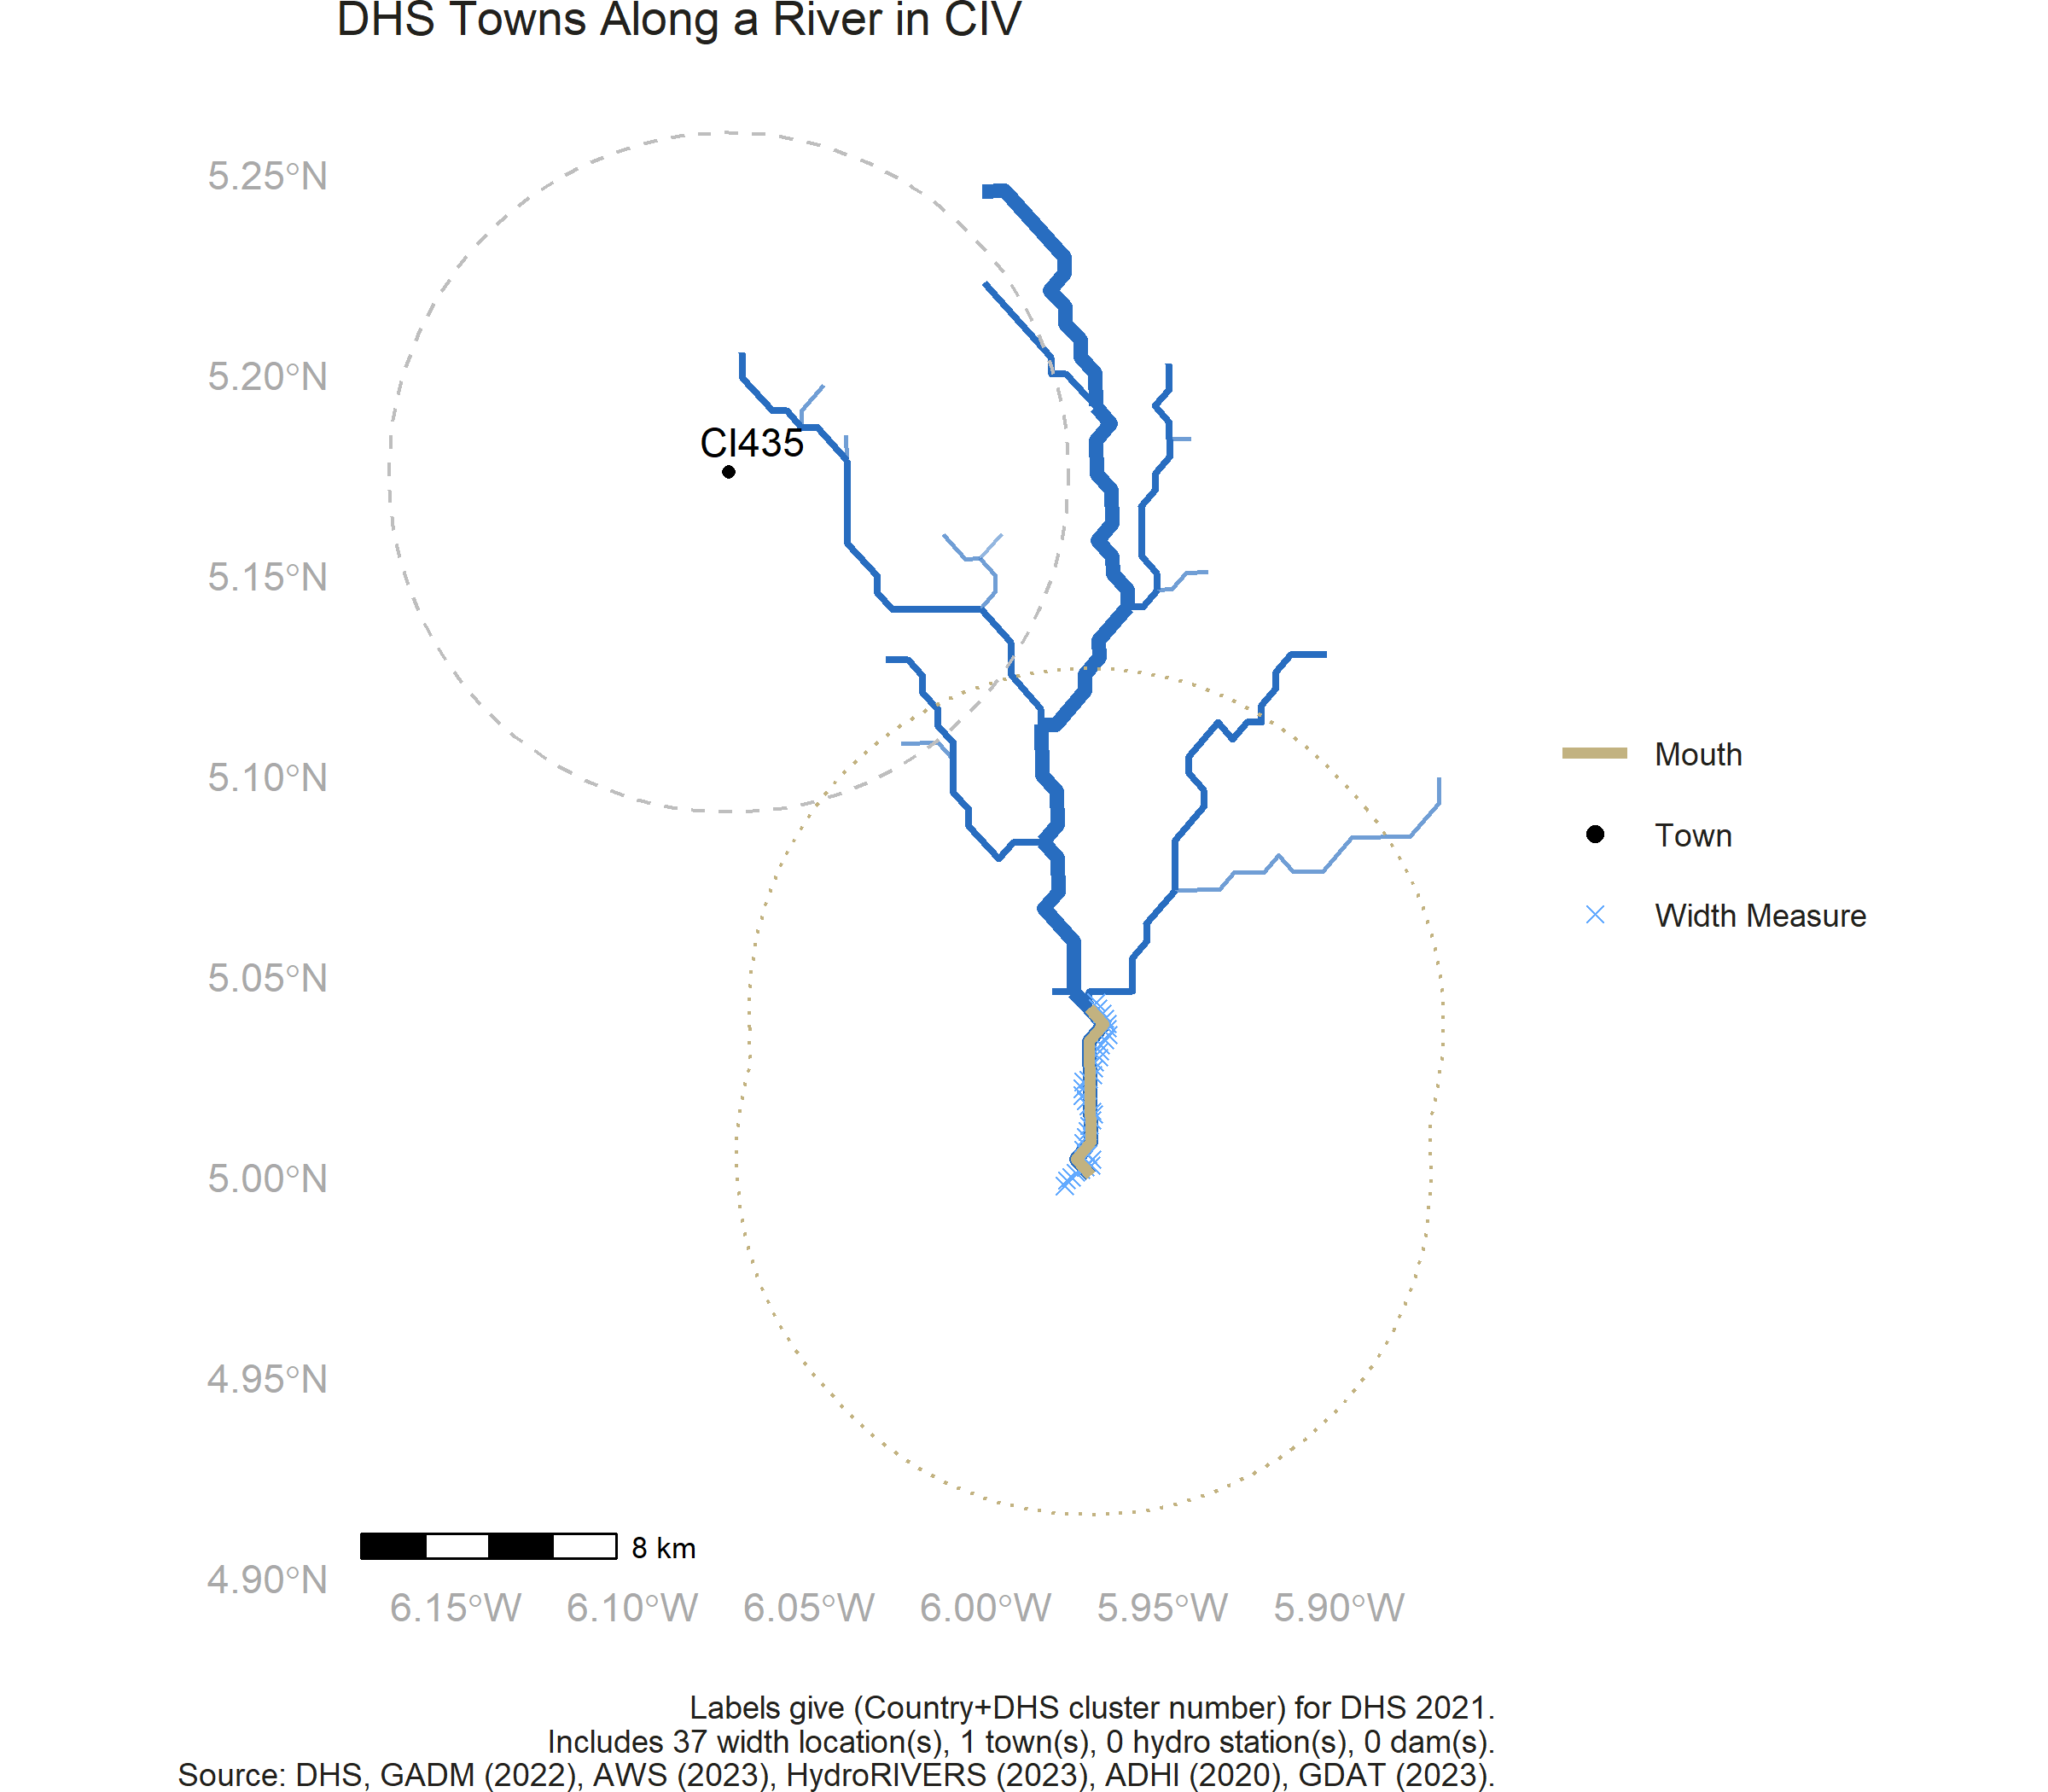 DHS Towns Along a River in CIV
5.25°N
5.20°N
CI435
5.15°N
5.10°N
5.05°N
5.00°N
4.95°N
4.90°N
Mouth
Town
Width Measure
8 km
6.15°W 6.10°W 6.05°W 6.00°W 5.95°W 5.90°W
Labels give (Country+DHS cluster number) for DHS 2021.
Includes 37 width location(s), 1 town(s), 0 hydro station(s), 0 dam(s).
Source: DHS, GADM (2022), AWS (2023), HydroRIVERS (2023), ADHI (2020), GDAT (2023).